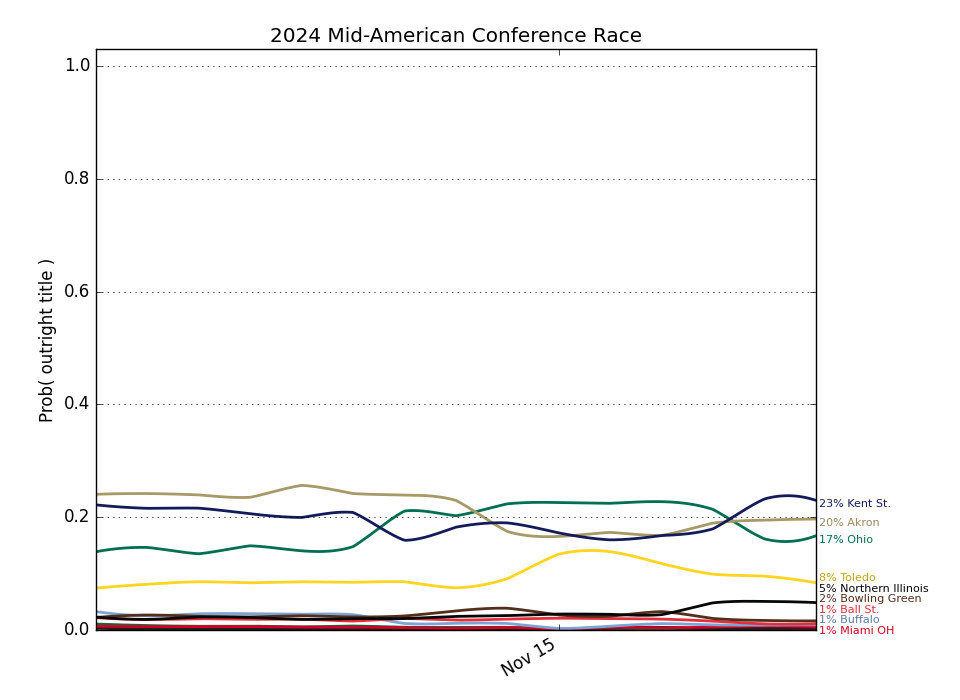 2024 Mid-American Conference Race
Prob( outright title )
1.0
0.8
0.6
0.4
0.2
0.0
Nov 15
23% Kent St.
20% Akron
17% Ohio
8% Toledo
5% Northern Illinois
2% Bowling Green
1% Ball St.
1% Buffalo
1% Miami OH